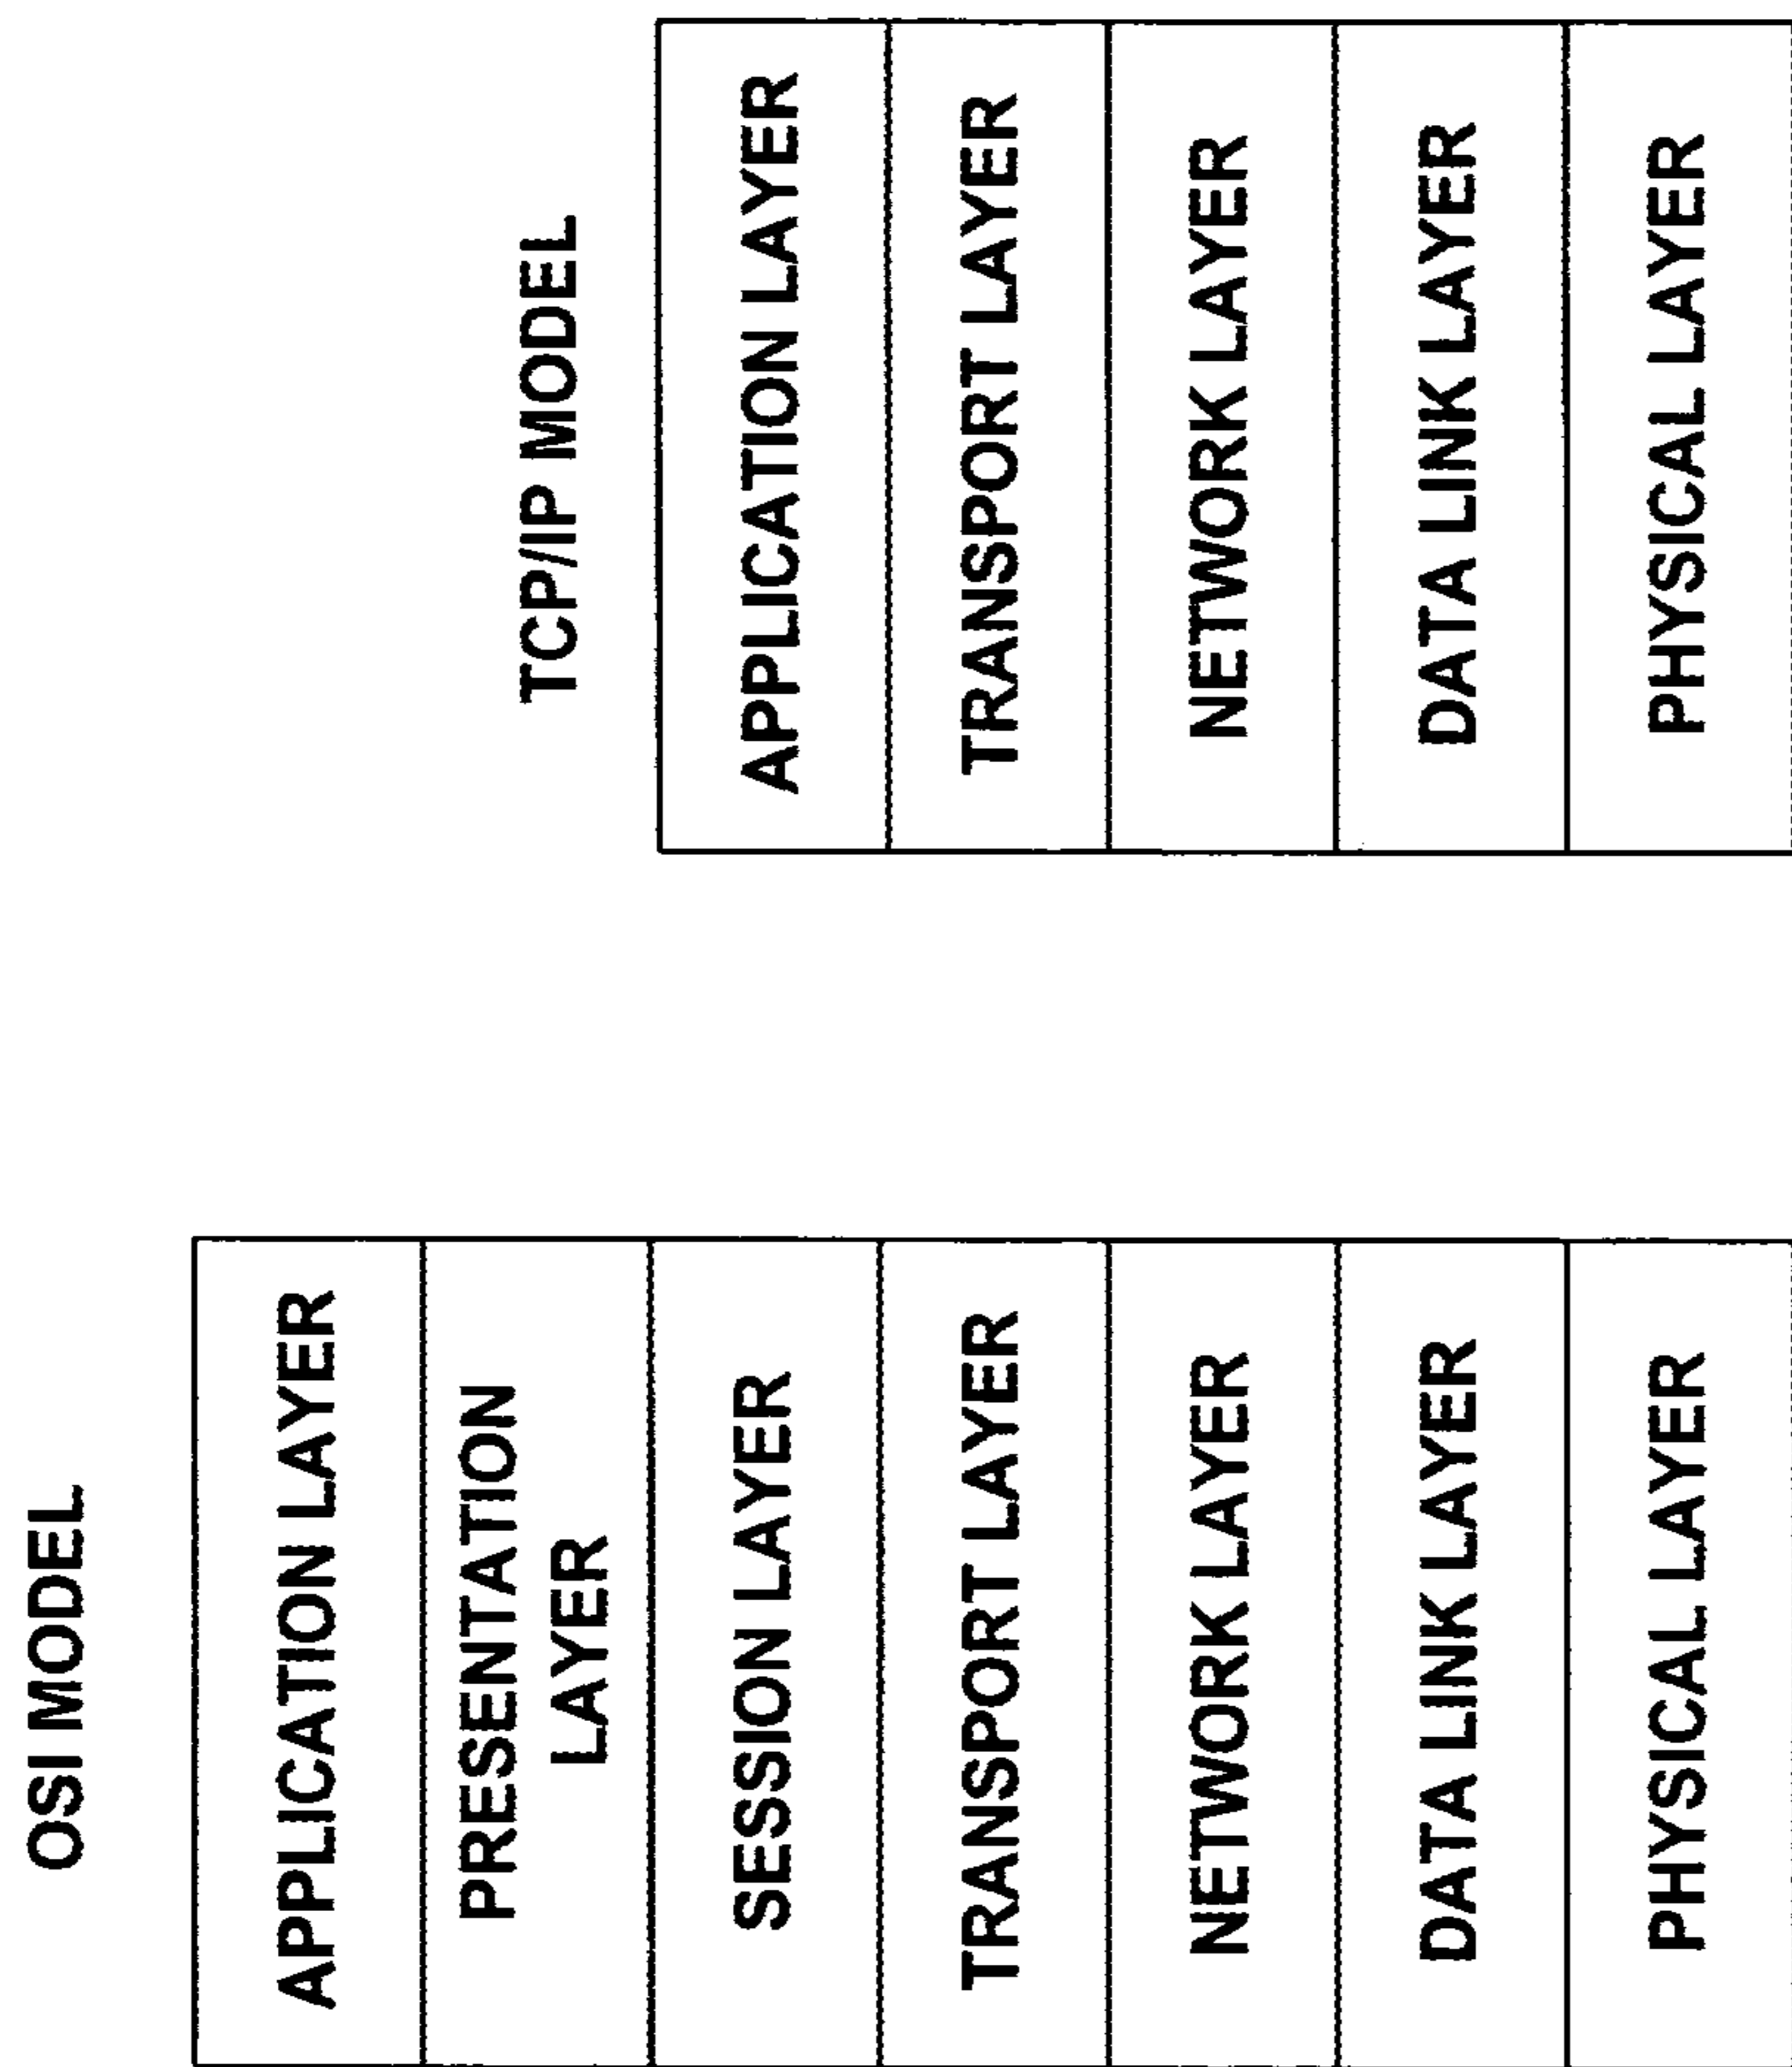 OSI MODEL
APPLICATION LAYER
PRESENTATION
LAYER
SESSION LAYER
TRANSPORT LAYER
NETWORK LAYER
DATA LINK LAYER
PHYSICAL LAYER
TCP/IP MODEL
APPLICATION LAYER
TRANSPORT LAYER
NETWORK LAYER
DATA LINK LAYER
PHYSICAL LAYER